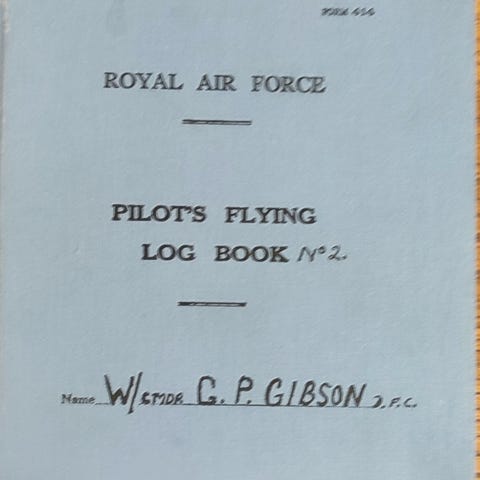 FORM 414
ROYAL AIR FORCE
PILOT'S FLYING
LOG BOOK No 2.
Name W/CMDR G. P. GIBSON D.F.C.